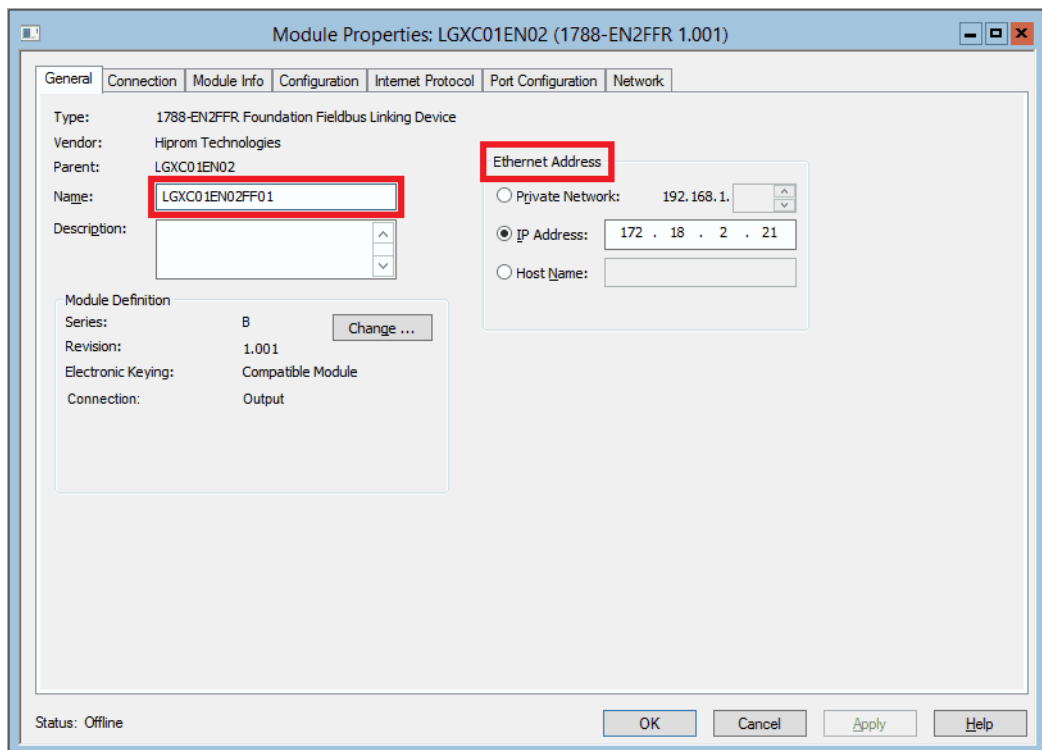 Module Properties: LGXC01EN02 (1788-EN2FFR 1.001)
General Connection Module Info Configuration Internet Protocol Port Configuration Network
Type: 1788-EN2FFR Foundation Fieldbus Linking Device
Vendor: Hiprom Technologies
Parent: LGXC01EN02
Name: LGXC01EN02FF01
Description:
Module Definition
Series: B
Change ...
Revision: 1.001
Electronic Keying: Compatible Module
Connection: Output
Ethernet Address
Private Network: 192.168.1.
IP Address: 172 . 18 . 2 . 21
Host Name:
Status: Offline
OK Cancel Apply Help